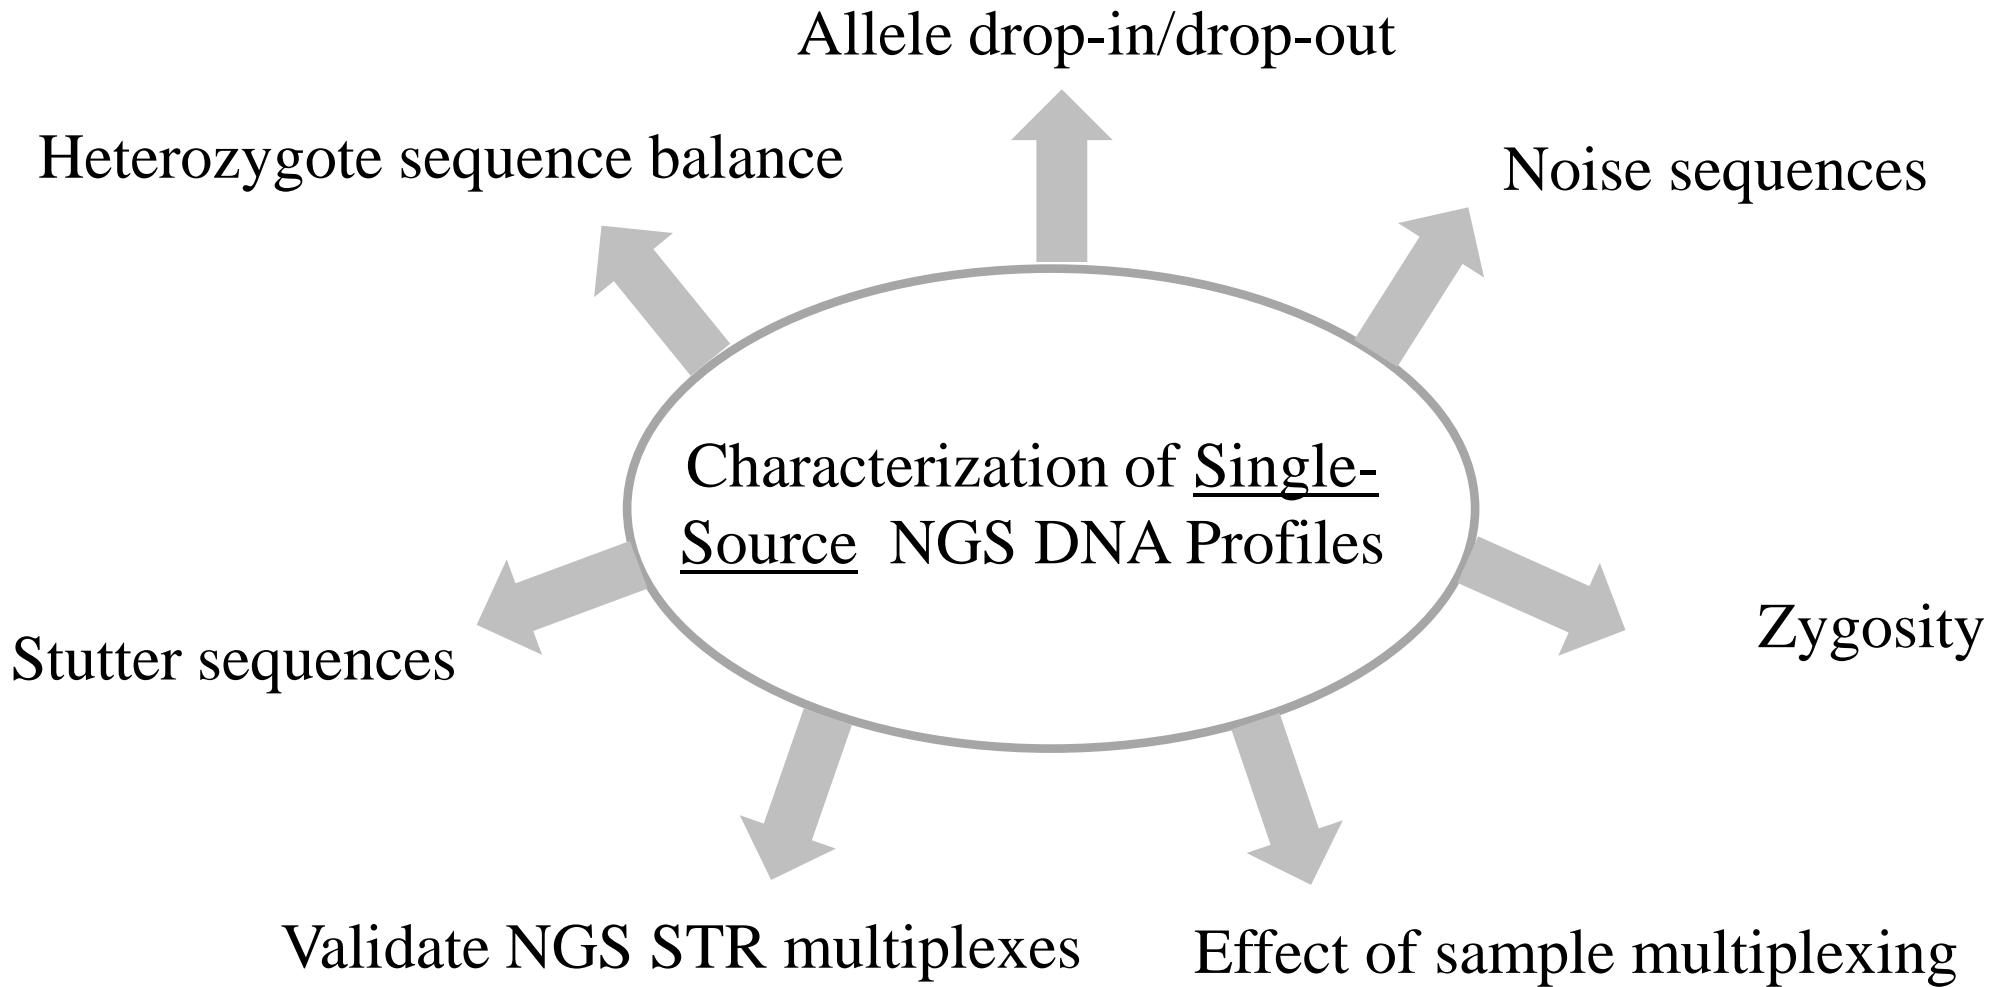 Allele drop-in/drop-out
Heterozygote sequence balance
Noise sequences
Characterization of Single-
Source NGS DNA Profiles
Zygosity
Stutter sequences
Validate NGS STR multiplexes
Effect of sample multiplexing